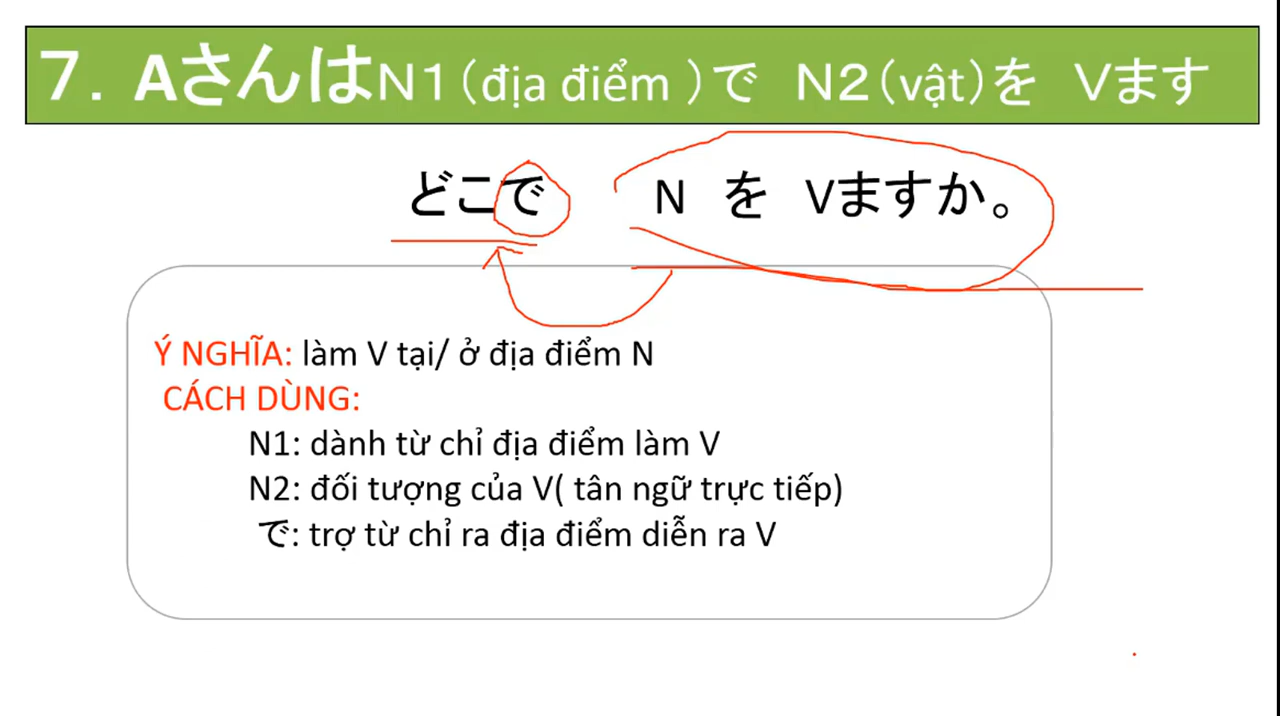 7. AさんはN1(địa điểm )で N2(vật)を Vます
どこで N を Vますか。
Ý NGHĨA: làm V tại/ ở địa điểm N
CÁCH DÙNG:
N1: dành từ chỉ địa điểm làm V
N2: đối tượng của V( tân ngữ trực tiếp)
で: trợ từ chỉ ra địa điểm diễn ra V